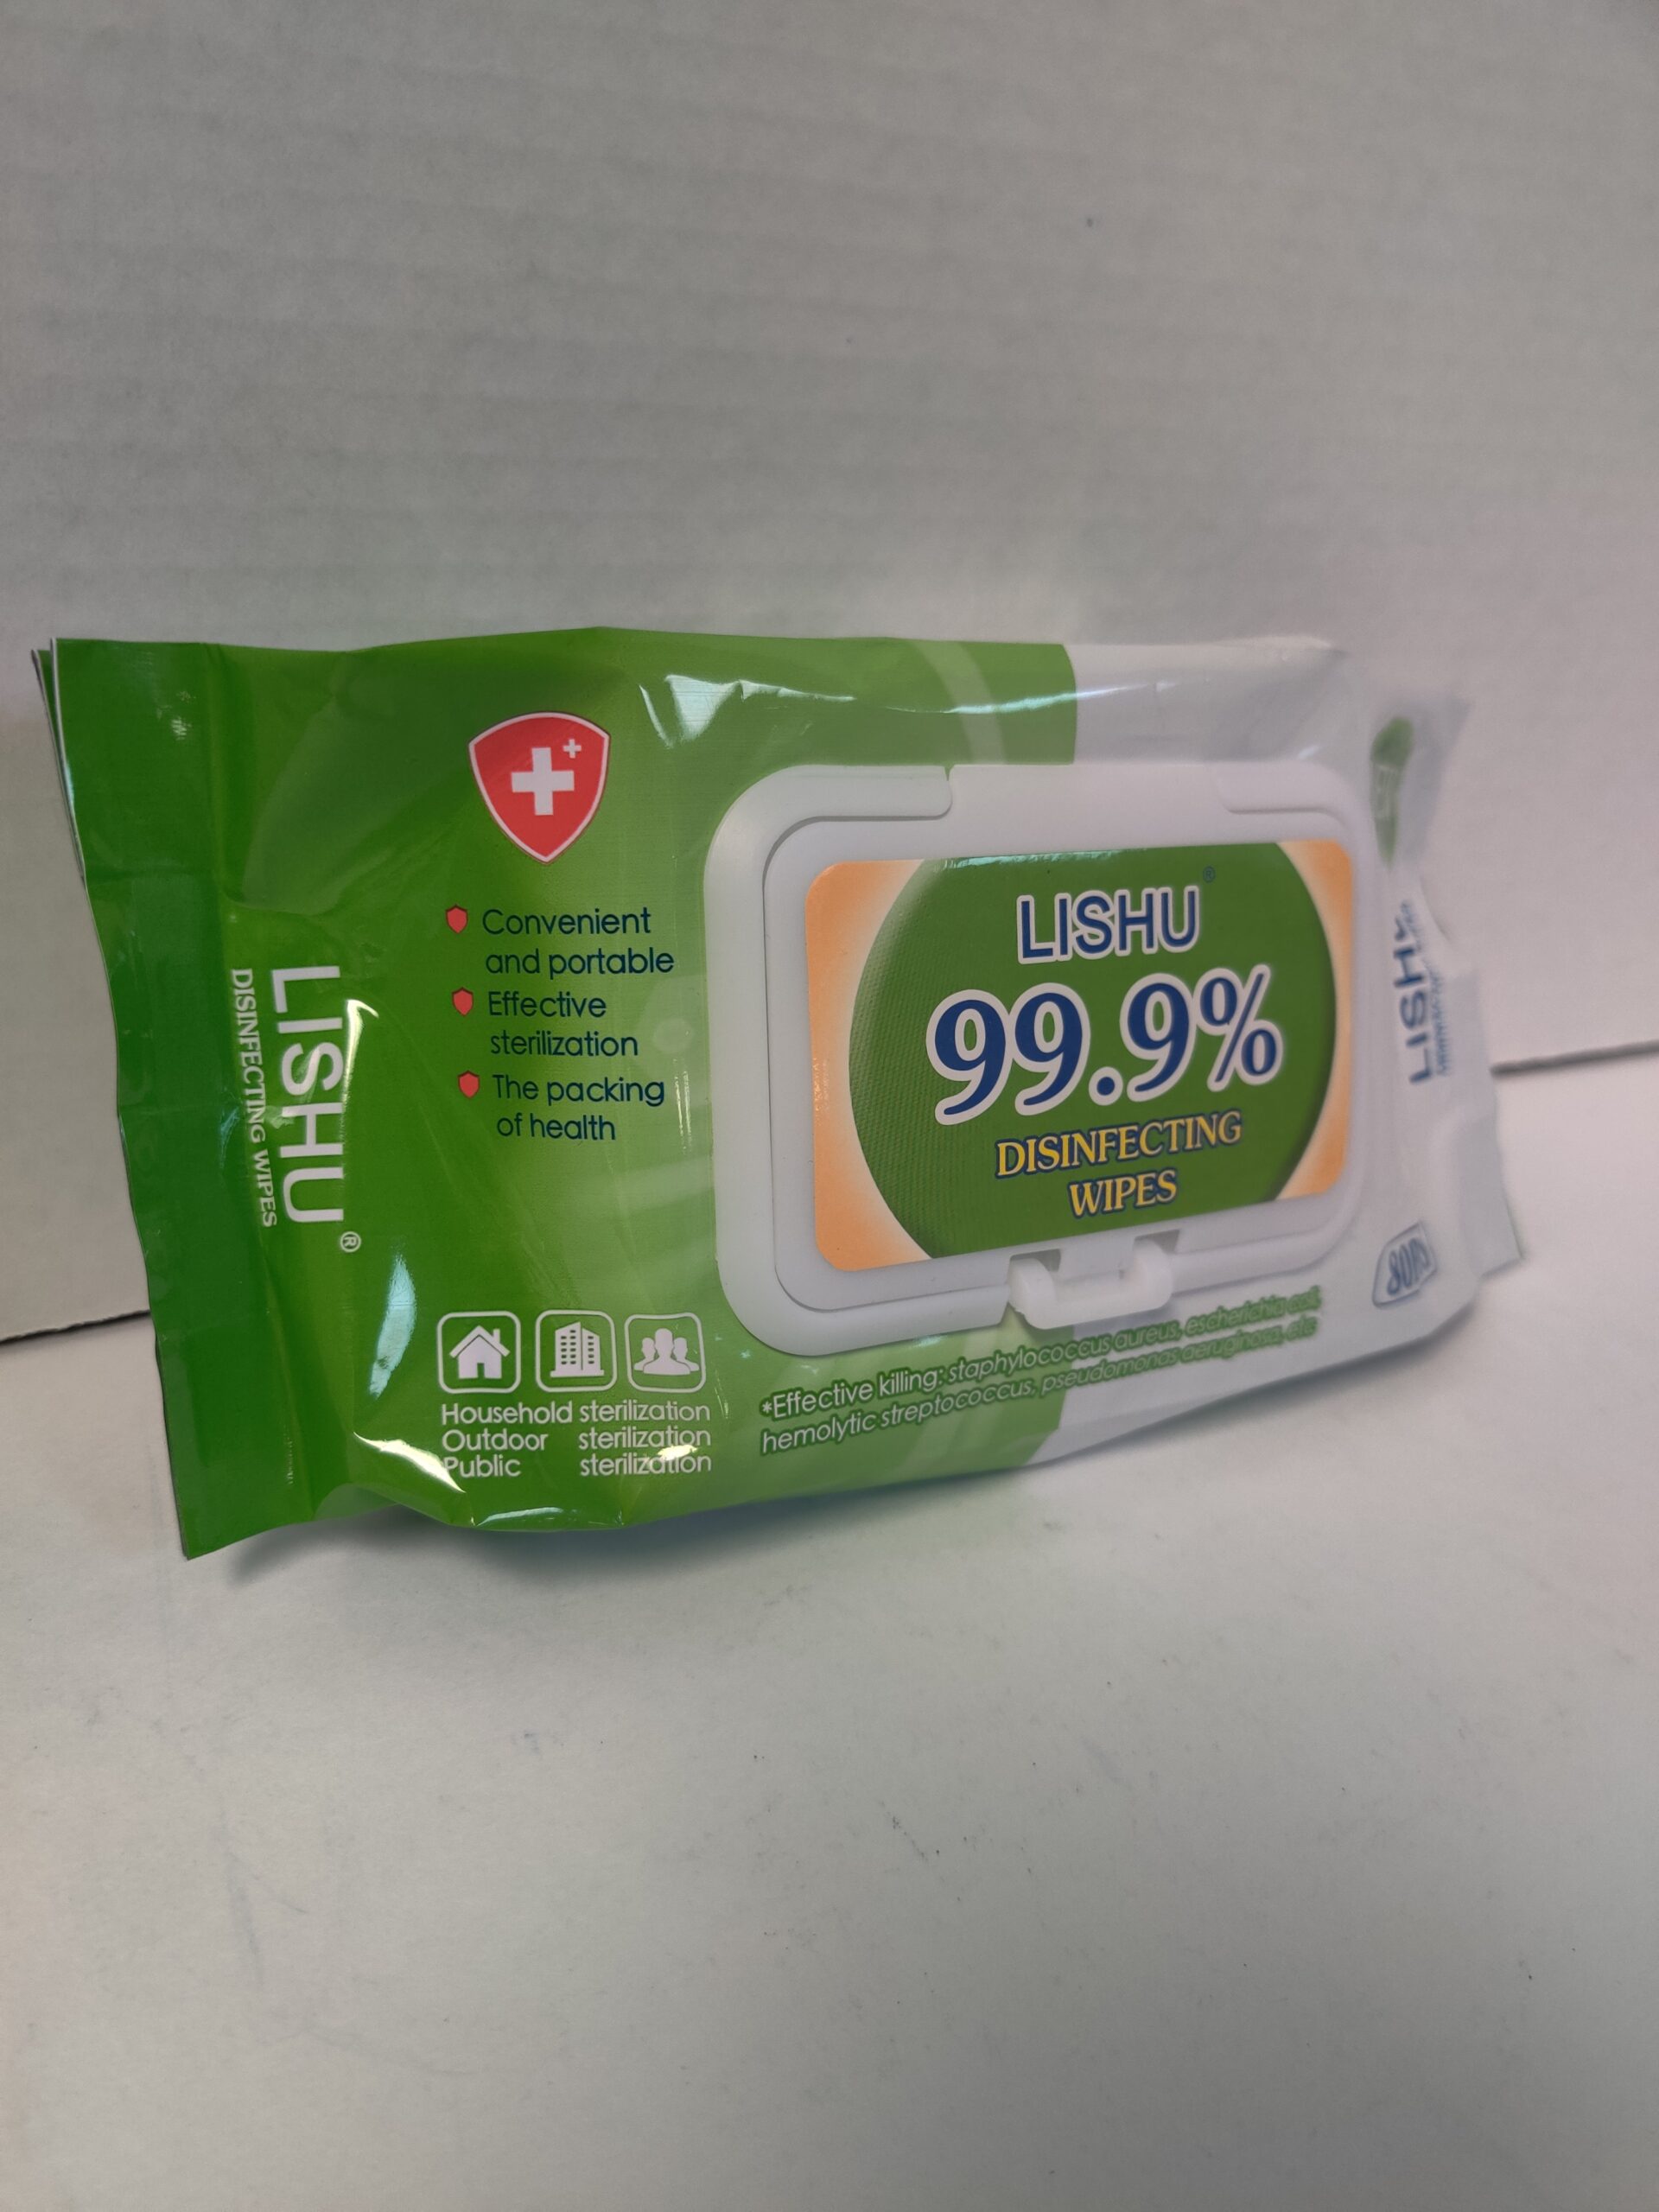 LISHU®
DISINFECTING WIPES
Convenient
and portable
Effective
sterilization
The packing
of health
Household sterilization
Outdoor sterilization
Public sterilization
LISHU®
99.9%
DISINFECTING
WIPES
*Effective killing: staphylococcus aureus, escherichia coli,
hemolytic streptococcus, pseudomonas aeruginosa, etc
LISHU